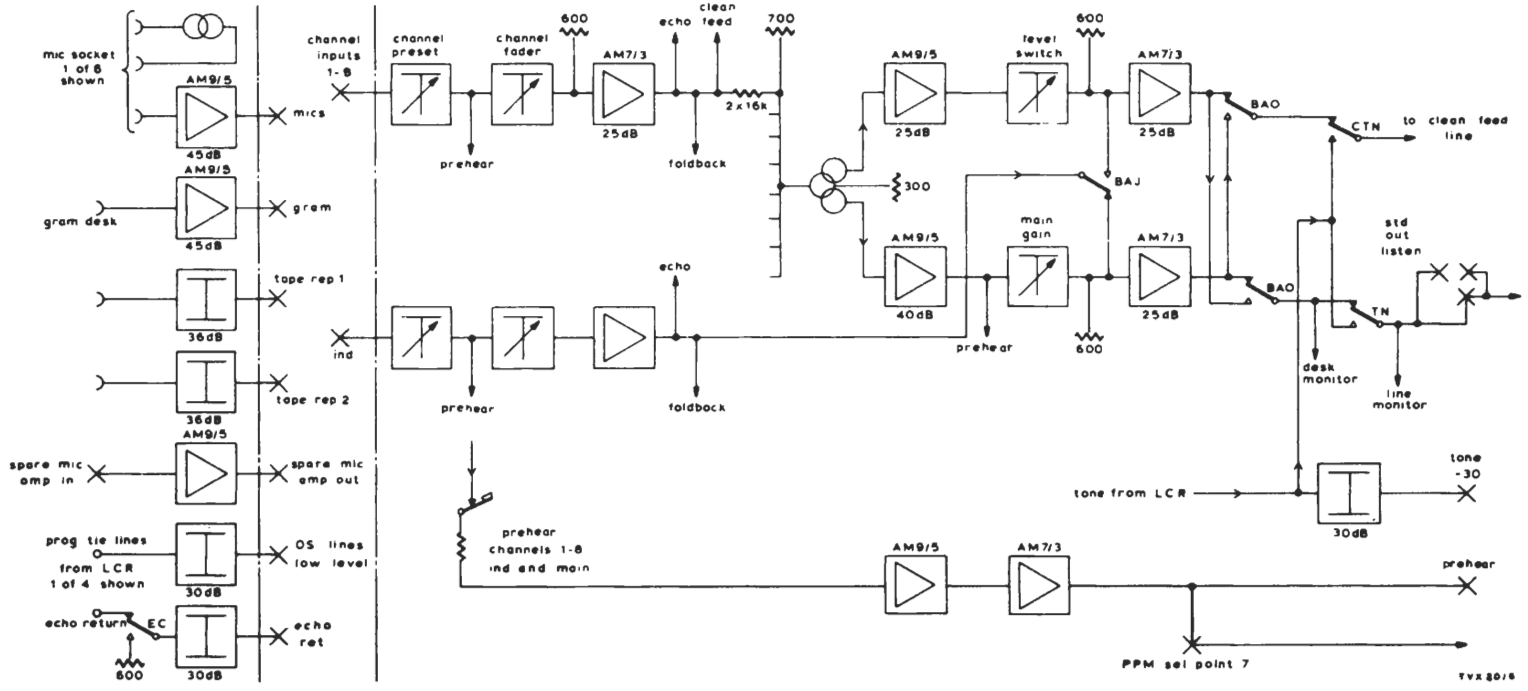 mic socket
1 of 6
shown
AM9/5
45dB
mics
gram desk
AM9/5
45dB
gram
tape rep 1
36dB
tape rep 2
36dB
spare mic
amp in
AM9/5
spare mic
amp out
prog tie lines
from LCR
1 of 4 shown
30dB
OS lines
low level
echo return
EC
600
30dB
echo
ret
channel
inputs
1-8
channel
preset
prehear
channel
fader
600
AM7/3
25dB
echo
clean
feed
foldback
2x16k
700
300
AM9/5
25dB
level
switch
600
AM7/3
25dB
BAO
CTN
to clean feed
line
BAJ
AM9/5
40dB
prehear
main
gain
600
AM7/3
25dB
BAO
desk
monitor
TN
line
monitor
std
out
listen
ind
prehear
echo
foldback
tone from LCR
30dB
tone
-30
prehear
channels 1-8
ind and main
AM9/5
AM7/3
prehear
PPM sel point 7
TVX 80/6